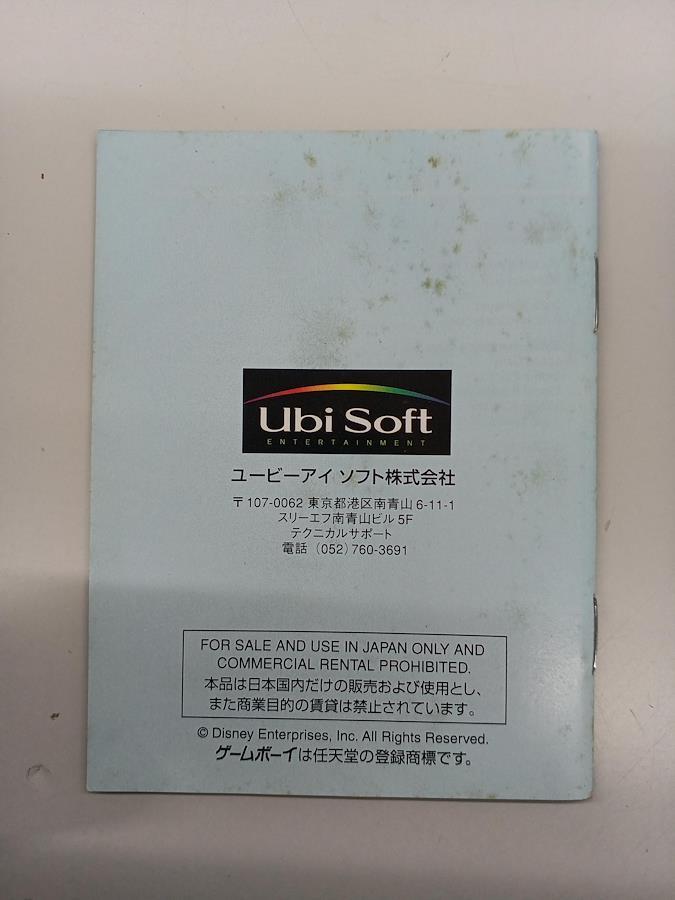 Ubi Soft
ENTERTAINMENT
ユービーアイ ソフト株式会社
〒107-0062 東京都港区南青山 6-11-1
スリーエフ南青山ビル 5F
テクニカルサポート
電話 (052) 760-3691
FOR SALE AND USE IN JAPAN ONLY AND
COMMERCIAL RENTAL PROHIBITED.
本品は日本国内だけの販売および使用とし、
また商業目的の賃貸は禁止されています。
© Disney Enterprises, Inc. All Rights Reserved.
ゲームボーイは任天堂の登録商標です。